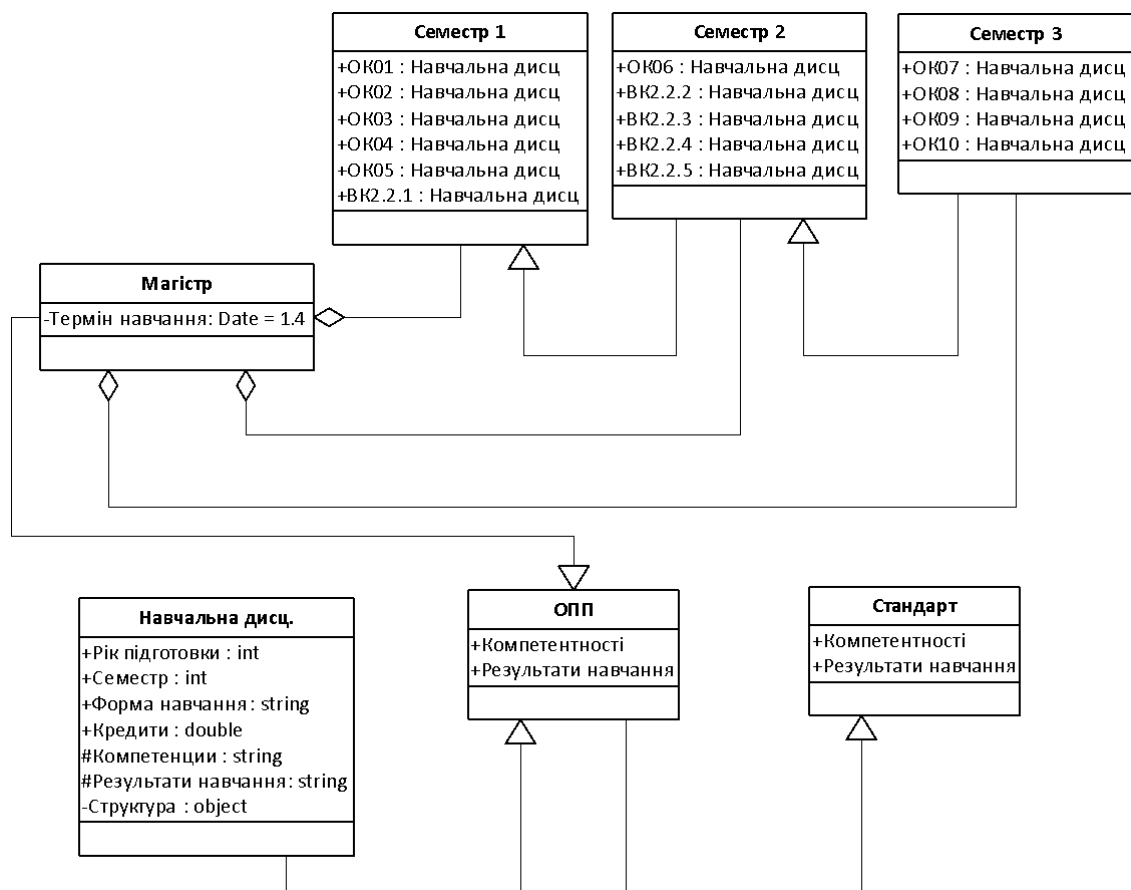 Семестр 1
+ОК01 : Навчальна дисц
+ОК02 : Навчальна дисц
+ОК03 : Навчальна дисц
+ОК04 : Навчальна дисц
+ОК05 : Навчальна дисц
+ВК2.2.1 : Навчальна дисц
Семестр 2
+ОК06 : Навчальна дисц
+ВК2.2.2 : Навчальна дисц
+ВК2.2.3 : Навчальна дисц
+ВК2.2.4 : Навчальна дисц
+ВК2.2.5 : Навчальна дисц
Семестр 3
+ОК07 : Навчальна дисц
+ОК08 : Навчальна дисц
+ОК09 : Навчальна дисц
+ОК10 : Навчальна дисц
Магістр
-Термін навчання: Date = 1.4
Навчальна дисц.
+Рік підготовки : int
+Семестр : int
+Форма навчання : string
+Кредити : double
#Компетенции : string
#Результати навчання: string
-Структура : object
ОПП
+Компетентності
+Результати навчання
Стандарт
+Компетентності
+Результати навчання